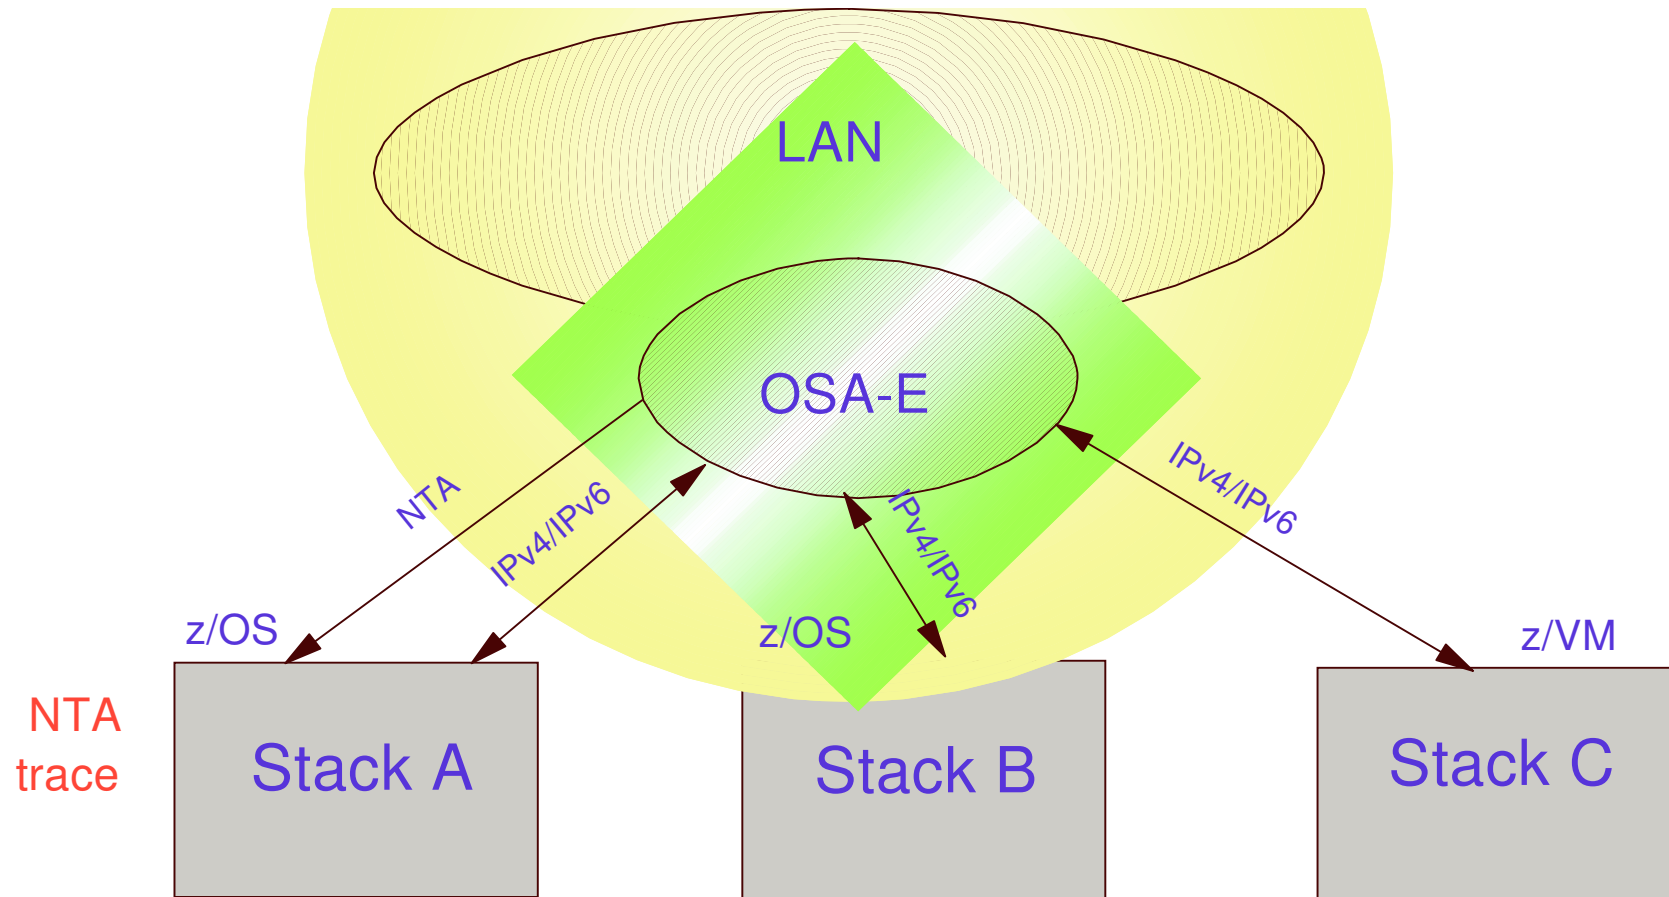 LAN
OSA-E
NTA
IPv4/IPv6
IPv4/IPv6
IPv4/IPv6
z/OS
z/OS
z/VM
NTA
trace
Stack A
Stack B
Stack C